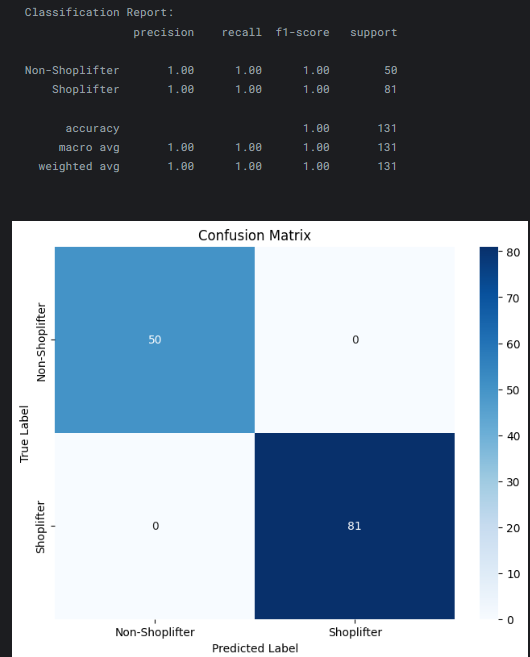 Classification Report:
precision recall f1-score support
Non-Shoplifter 1.00 1.00 1.00 50
Shoplifter 1.00 1.00 1.00 81
accuracy 1.00 131
macro avg 1.00 1.00 1.00 131
weighted avg 1.00 1.00 1.00 131
Confusion Matrix
80
70
60
50
40
30
20
10
0
True Label
Non-Shoplifter
50 0
Shoplifter
0 81
Non-Shoplifter Shoplifter
Predicted Label